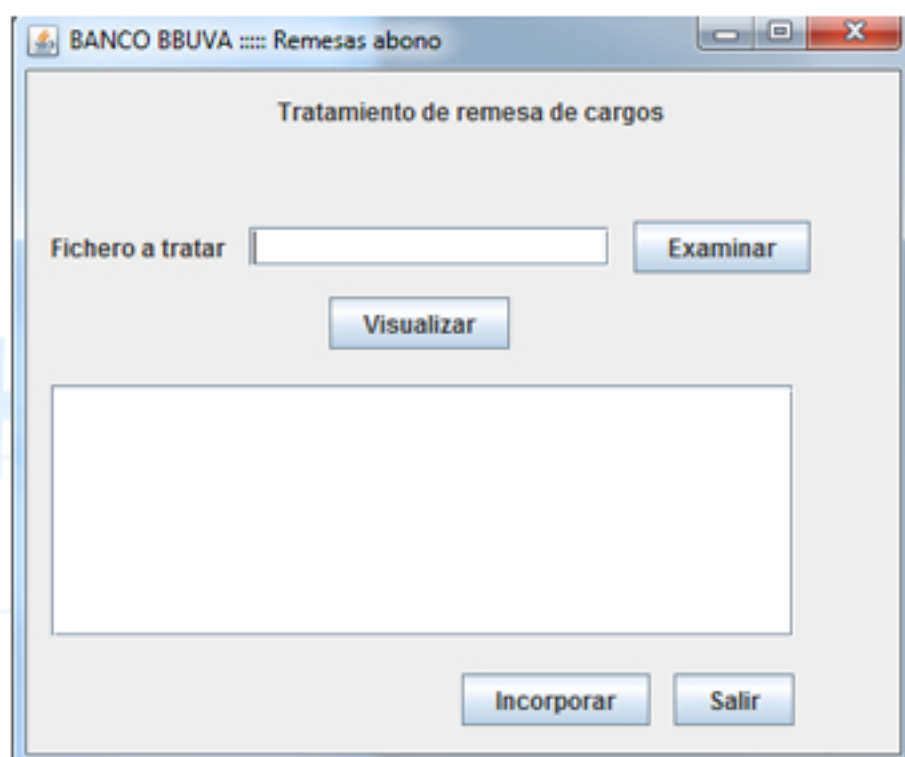 BANCO BBUVA ::::: Remesas abono
Tratamiento de remesa de cargos
Fichero a tratar Examinar
Visualizar
Incorporar Salir